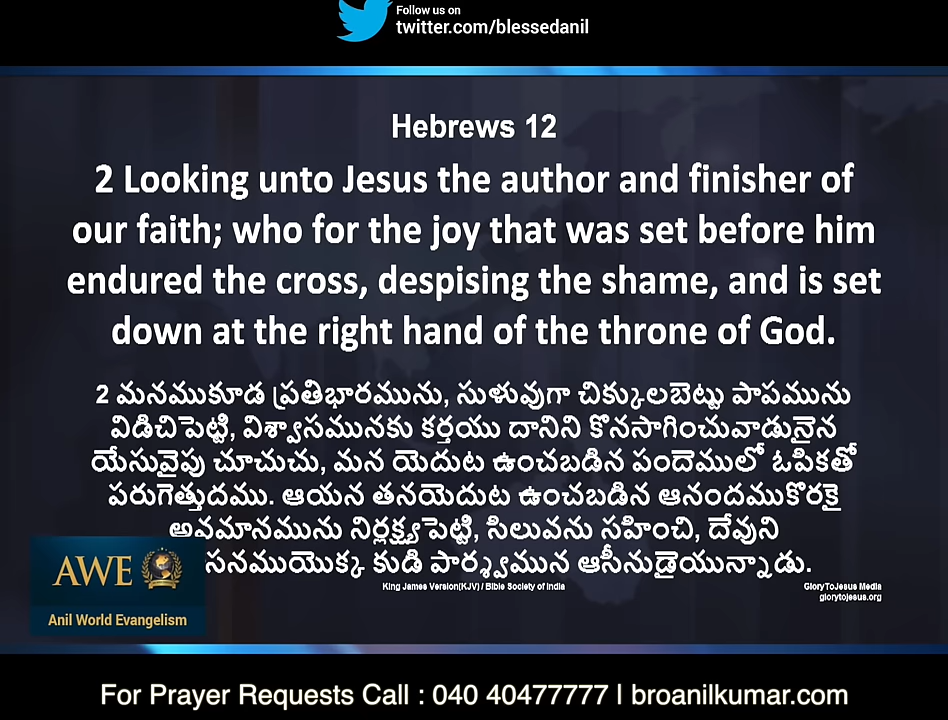 Follow us on
twitter.com/blessedanil
Hebrews 12
2 Looking unto Jesus the author and finisher of
our faith; who for the joy that was set before him
endured the cross, despising the shame, and is set
down at the right hand of the throne of God.
2 మనముకూడ ప్రతిభారమును, సుళువుగా చిక్కులబెట్టు పాపమును
విడిచిపెట్టి, విశ్వాసమునకు కర్తయు దానిని కొనసాగించువాడునైన
యేసువైపు చూచుచు, మన యెదుట ఉంచబడిన పందెములో ఓపికతో
పరుగెత్తుదము. ఆయన తనయెదుట ఉంచబడిన ఆనందముకొరకై
అవమానమును నిర్లక్ష్యపెట్టి, సిలువను సహించి, దేవుని
సనముయొక్క కుడి పార్శ్వమున ఆసీనుడైయున్నాడు.
King James Version(KJV) / Bible Society of India
GloryToJesus Media
glorytojesus.org
AWE
Anil World Evangelism
For Prayer Requests Call : 040 40477777 l broanilkumar.com